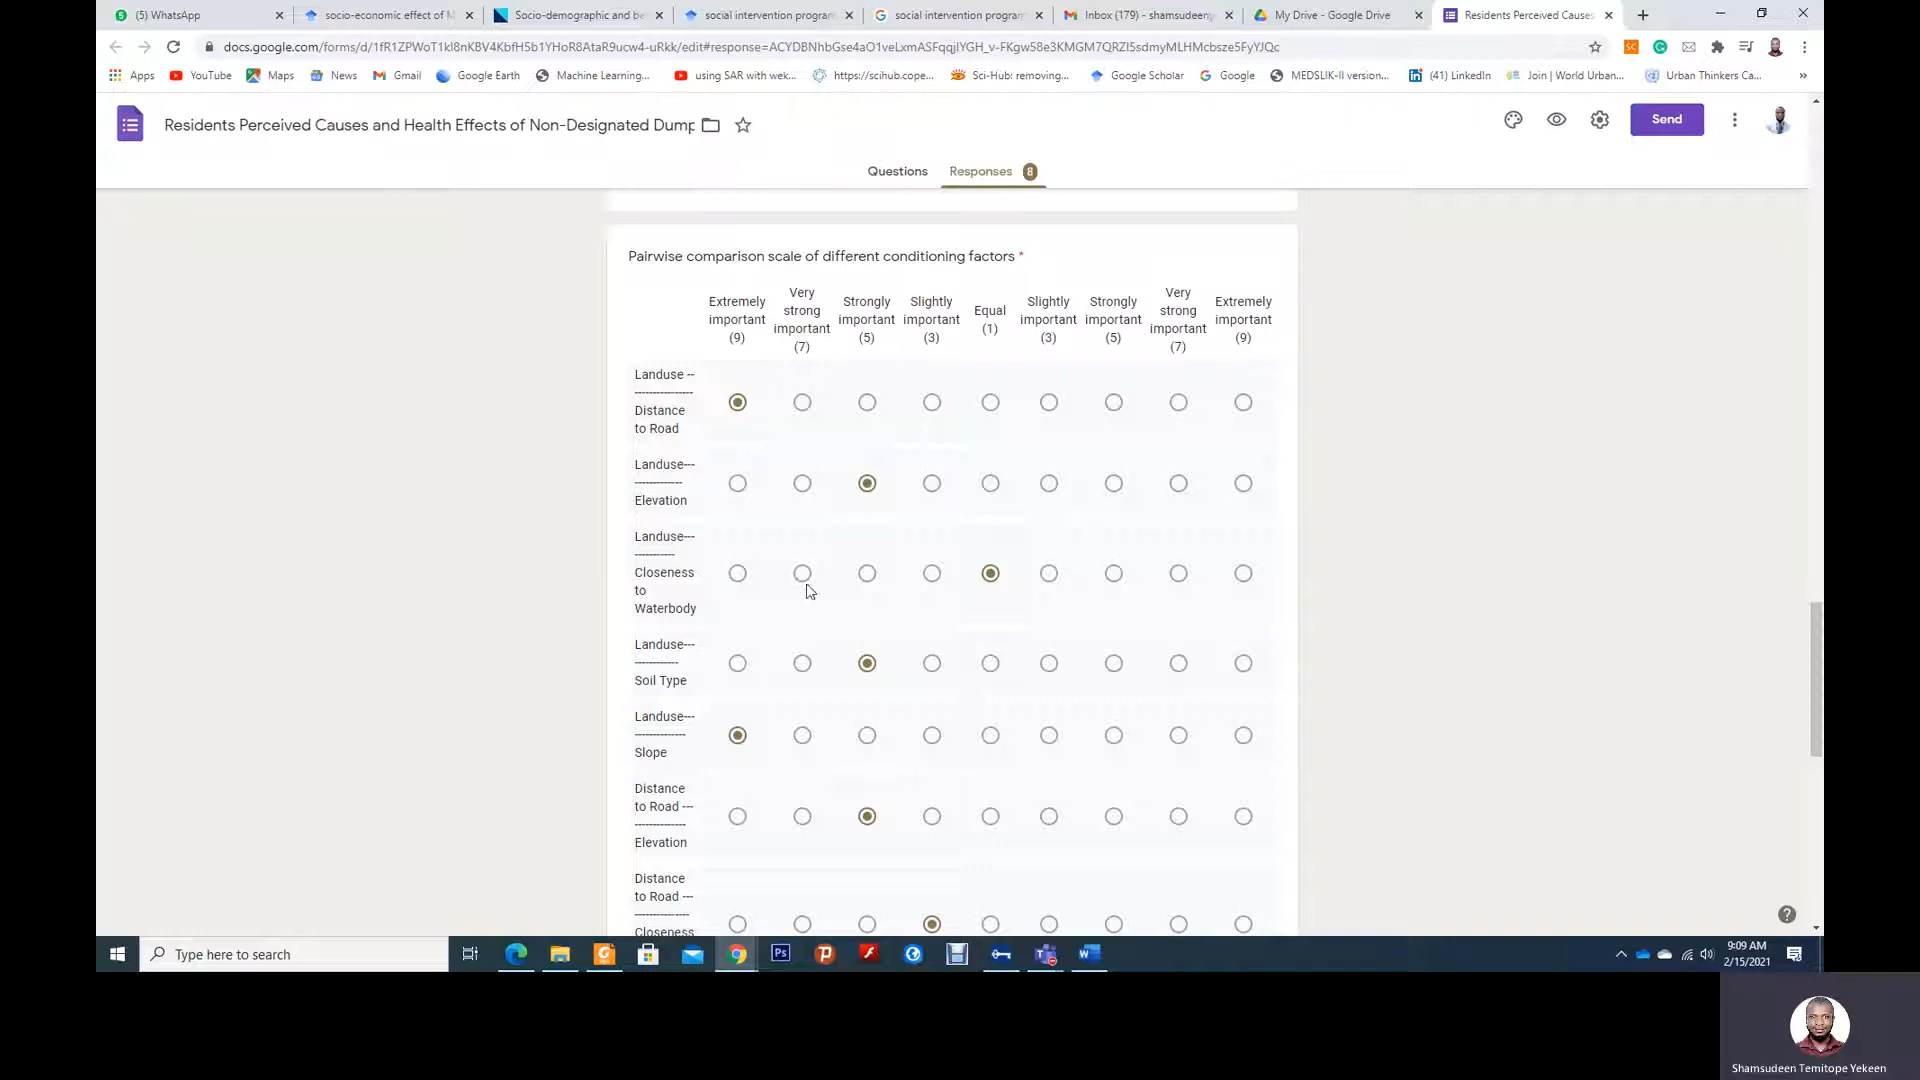 (5) WhatsApp
socio-economic effect of M
Socio-demographic and be
social intervention program
social intervention program
Inbox (179) - shamsudeeny
My Drive - Google Drive
Residents Perceived Causes
docs.google.com/forms/d/1fR1ZPWoT1kl8nKBV4KbfH5b1YHoR8AtaR9ucw4-uRkk/edit#response=ACYDBNhbGse4aO1veLxmASFqqjIYGH_v-FKgw58e3KMGM7QRZI5sdmyMLHMcbsze5FyYJQc
Apps
YouTube
Maps
News
Gmail
Google Earth
Machine Learning...
using SAR with wek...
https://scihub.cope...
Sci-Hub: removing...
Google Scholar
Google
MEDSLIK-II version...
(41) LinkedIn
Join | World Urban...
Urban Thinkers Ca...
»
Residents Perceived Causes and Health Effects of Non-Designated Dump
Send
Questions
Responses 8
Pairwise comparison scale of different conditioning factors *
Extremely important (9)
Very strong important (7)
Strongly important (5)
Slightly important (3)
Equal (1)
Slightly important (3)
Strongly important (5)
Very strong important (7)
Extremely important (9)
Landuse --
----------------
Distance
to Road
Landuse---
-------------
Elevation
Landuse---
-----------
Closeness
to
Waterbody
Landuse---
------------
Soil Type
Landuse---
--------------
Slope
Distance
to Road ---
--------------
Elevation
Distance
to Road ---
---------------
Closeness
Type here to search
9:09 AM
2/15/2021
Shamsudeen Temitope Yekeen